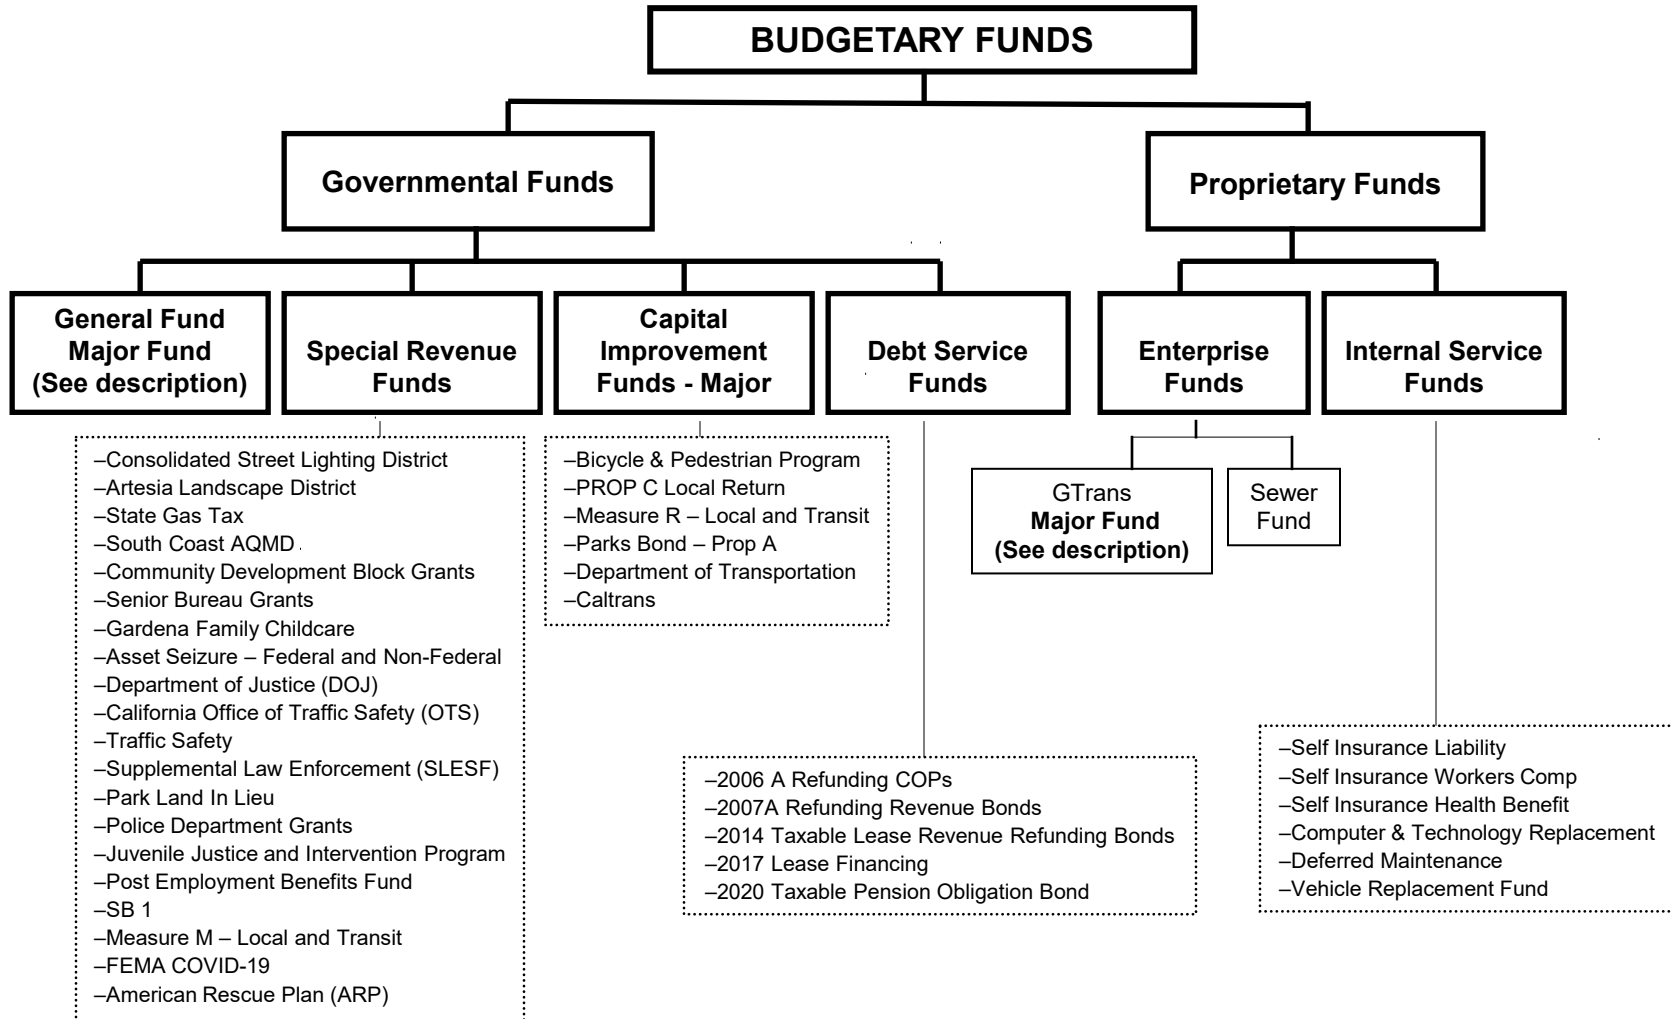 BUDGETARY FUNDS
Governmental Funds
Proprietary Funds
General Fund
Major Fund
(See description)
Special Revenue
Funds
Capital
Improvement
Funds - Major
Debt Service
Funds
Enterprise
Funds
Internal Service
Funds
–Consolidated Street Lighting District
–Artesia Landscape District
–State Gas Tax
–South Coast AQMD
–Community Development Block Grants
–Senior Bureau Grants
–Gardena Family Childcare
–Asset Seizure – Federal and Non-Federal
–Department of Justice (DOJ)
–California Office of Traffic Safety (OTS)
–Traffic Safety
–Supplemental Law Enforcement (SLESF)
–Park Land In Lieu
–Police Department Grants
–Juvenile Justice and Intervention Program
–Post Employment Benefits Fund
–SB 1
–Measure M – Local and Transit
–FEMA COVID-19
–American Rescue Plan (ARP)
–Bicycle & Pedestrian Program
–PROP C Local Return
–Measure R – Local and Transit
–Parks Bond – Prop A
–Department of Transportation
–Caltrans
–2006 A Refunding COPs
–2007A Refunding Revenue Bonds
–2014 Taxable Lease Revenue Refunding Bonds
–2017 Lease Financing
–2020 Taxable Pension Obligation Bond
GTrans
Major Fund
(See description)
Sewer
Fund
–Self Insurance Liability
–Self Insurance Workers Comp
–Self Insurance Health Benefit
–Computer & Technology Replacement
–Deferred Maintenance
–Vehicle Replacement Fund